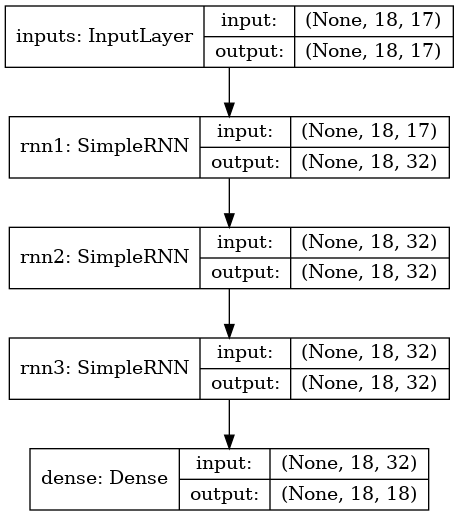 inputs: InputLayer
input: (None, 18, 17)
output: (None, 18, 17)
rnn1: SimpleRNN
input: (None, 18, 17)
output: (None, 18, 32)
rnn2: SimpleRNN
input: (None, 18, 32)
output: (None, 18, 32)
rnn3: SimpleRNN
input: (None, 18, 32)
output: (None, 18, 32)
dense: Dense
input: (None, 18, 32)
output: (None, 18, 18)